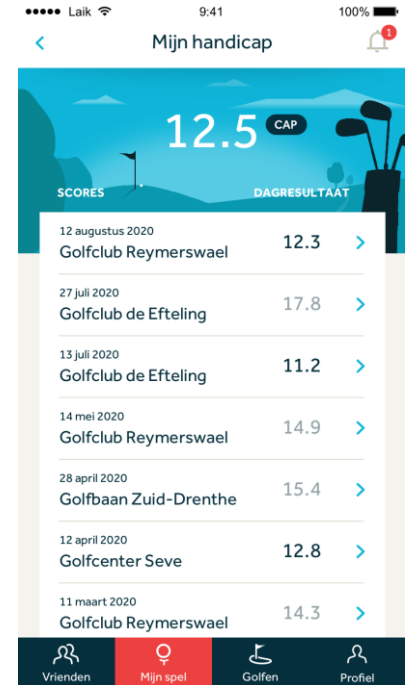 Laik 9:41 100%
Mijn handicap 1
12.5 CAP
SCORES DAGRESULTAAT
12 augustus 2020
Golfclub Reymerswael 12.3
27 juli 2020
Golfclub de Efteling 17.8
13 juli 2020
Golfclub de Efteling 11.2
14 mei 2020
Golfclub Reymerswael 14.9
28 april 2020
Golfbaan Zuid-Drenthe 15.4
12 april 2020
Golfcenter Seve 12.8
11 maart 2020
Golfclub Reymerswael 14.3
Vrienden Mijn spel Golfen Profiel